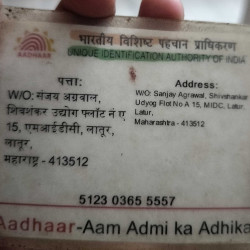 भारतीय विशिष्ट पहचान प्राधिकरण
UNIQUE IDENTIFICATION AUTHORITY OF INDIA
AADHAAR
पत्ता:
W/O: संजय अग्रवाल,
शिवशंकर उद्योग फ्लॉट नं ए
15, एमआईडीसी, लातूर,
लातूर,
महाराष्ट्र - 413512
Address:
W/O: Sanjay Agrawal, Shivshankar
Udyog Flot No A 15, MIDC, Latur,
Latur,
Maharashtra - 413512
5123 0365 5557
Aadhaar-Aam Admi ka Adhik